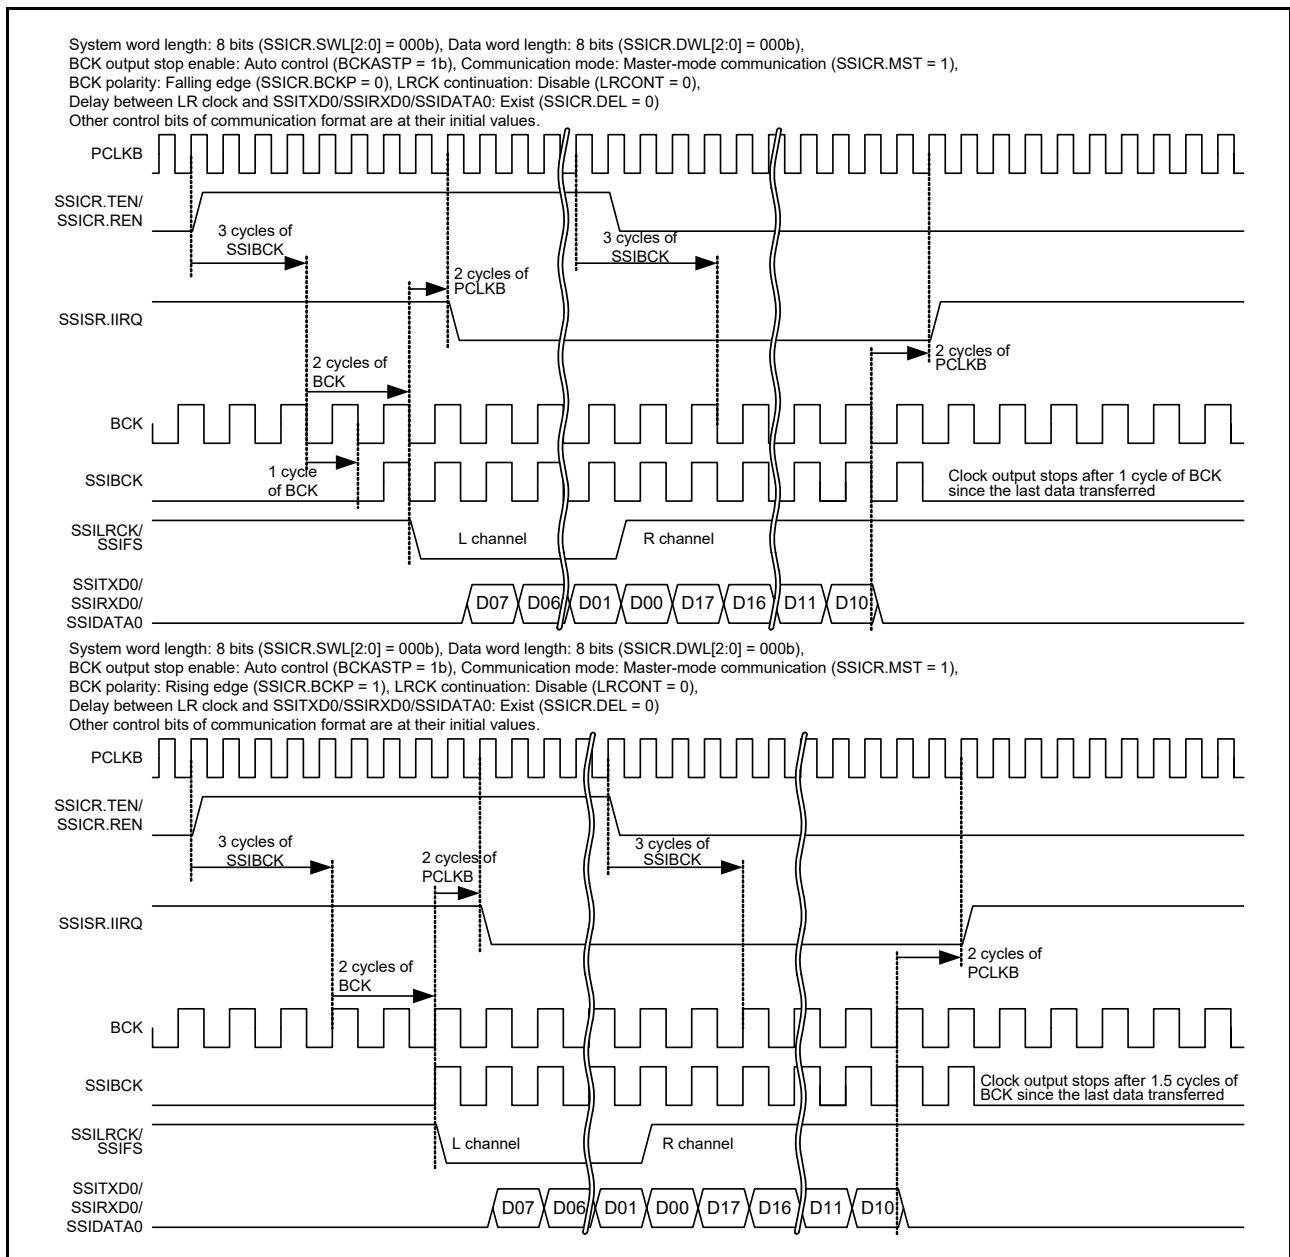 System word length: 8 bits (SSICR.SWL[2:0] = 000b), Data word length: 8 bits (SSICR.DWL[2:0] = 000b),
BCK output stop enable: Auto control (BCKASTP = 1b), Communication mode: Master-mode communication (SSICR.MST = 1),
BCK polarity: Falling edge (SSICR.BCKP = 0), LRCK continuation: Disable (LRCONT = 0),
Delay between LR clock and SSITXD0/SSIRXD0/SSIDATA0: Exist (SSICR.DEL = 0)
Other control bits of communication format are at their initial values.
PCLKB
SSICR.TEN/
SSICR.REN
3 cycles of
SSIBCK
3 cycles of
SSIBCK
2 cycles of
PCLKB
SSISR.IIRQ
2 cycles of
PCLKB
2 cycles of
BCK
BCK
1 cycle
of BCK
SSIBCK
Clock output stops after 1 cycle of BCK
since the last data transferred
SSILRCK/
SSIFS
L channel
R channel
SSITXD0/
SSIRXD0/
SSIDATA0
D07 D06 D01 D00 D17 D16 D11 D10
System word length: 8 bits (SSICR.SWL[2:0] = 000b), Data word length: 8 bits (SSICR.DWL[2:0] = 000b),
BCK output stop enable: Auto control (BCKASTP = 1b), Communication mode: Master-mode communication (SSICR.MST = 1),
BCK polarity: Rising edge (SSICR.BCKP = 1), LRCK continuation: Disable (LRCONT = 0),
Delay between LR clock and SSITXD0/SSIRXD0/SSIDATA0: Exist (SSICR.DEL = 0)
Other control bits of communication format are at their initial values.
PCLKB
SSICR.TEN/
SSICR.REN
3 cycles of
SSIBCK
2 cycles of
PCLKB
3 cycles of
SSIBCK
SSISR.IIRQ
2 cycles of
PCLKB
2 cycles of
BCK
BCK
SSIBCK
Clock output stops after 1.5 cycles of
BCK since the last data transferred
SSILRCK/
SSIFS
L channel
R channel
SSITXD0/
SSIRXD0/
SSIDATA0
D07 D06 D01 D00 D17 D16 D11 D10